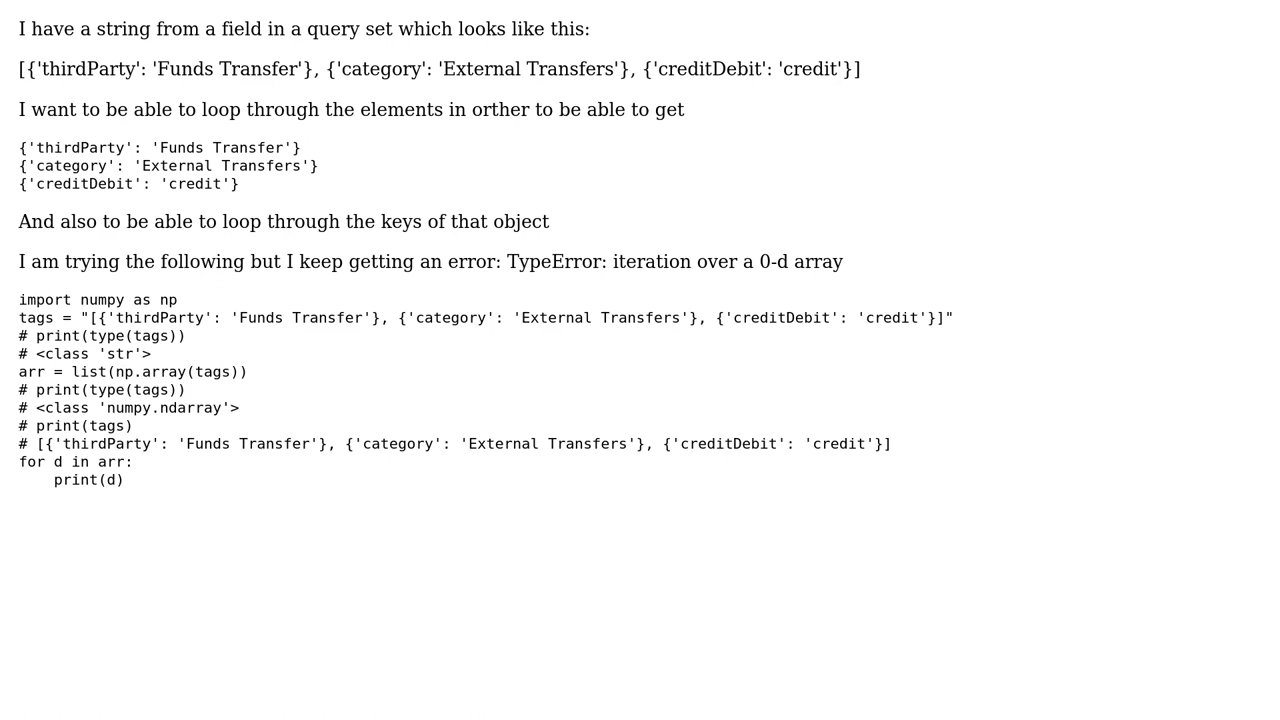 I have a string from a field in a query set which looks like this:
[{'thirdParty': 'Funds Transfer'}, {'category': 'External Transfers'}, {'creditDebit': 'credit'}]
I want to be able to loop through the elements in orther to be able to get
{'thirdParty': 'Funds Transfer'}
{'category': 'External Transfers'}
{'creditDebit': 'credit'}
And also to be able to loop through the keys of that object
I am trying the following but I keep getting an error: TypeError: iteration over a 0-d array
import numpy as np
tags = "[{'thirdParty': 'Funds Transfer'}, {'category': 'External Transfers'}, {'creditDebit': 'credit'}]"
# print(type(tags))
# <class 'str'>
arr = list(np.array(tags))
# print(type(tags))
# <class 'numpy.ndarray'>
# print(tags)
# [{'thirdParty': 'Funds Transfer'}, {'category': 'External Transfers'}, {'creditDebit': 'credit'}]
for d in arr:
    print(d)